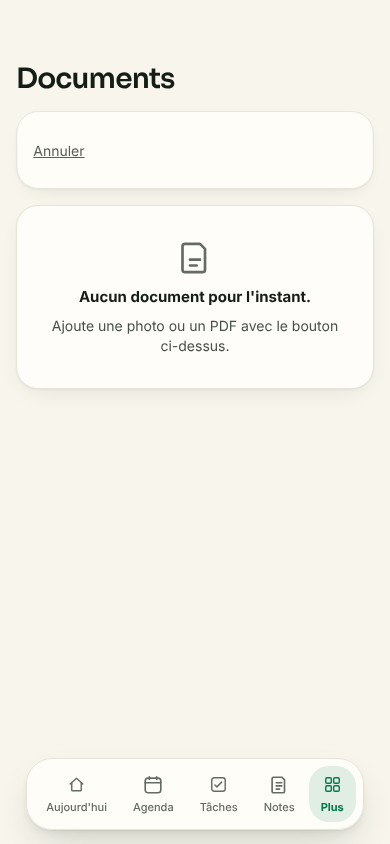 Documents
Annuler
Aucun document pour l'instant.
Ajoute une photo ou un PDF avec le bouton
ci-dessus.
Aujourd'hui
Agenda
Tâches
Notes
Plus